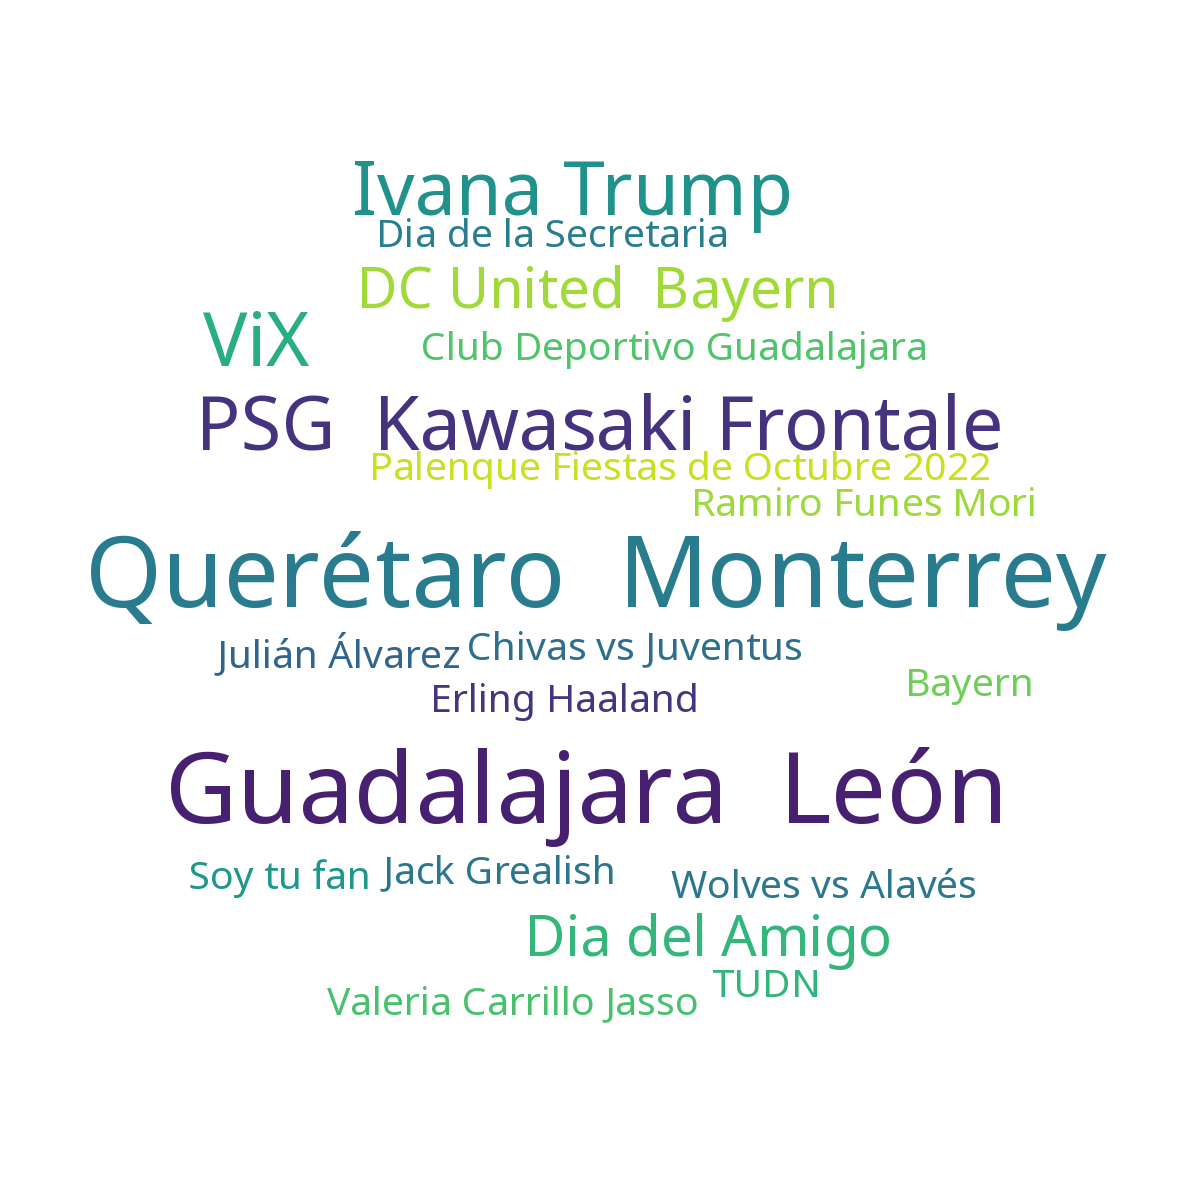 Ivana Trump
Dia de la Secretaria
DC United  Bayern
ViX
Club Deportivo Guadalajara
PSG  Kawasaki Frontale
Palenque Fiestas de Octubre 2022
Ramiro Funes Mori
Querétaro  Monterrey
Julián Álvarez
Chivas vs Juventus
Bayern
Erling Haaland
Guadalajara  León
Soy tu fan
Jack Grealish
Wolves vs Alavés
Dia del Amigo
TUDN
Valeria Carrillo Jasso